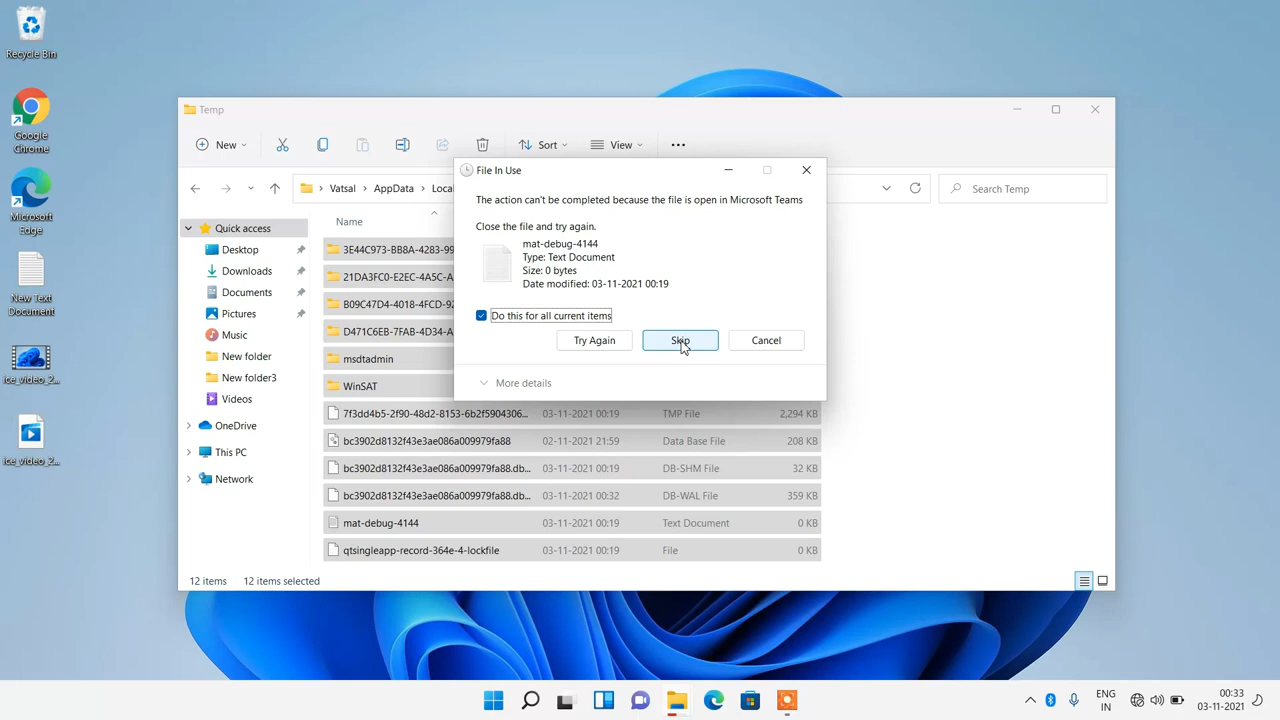 Recycle Bin
Google
Chrome
Microsoft
Edge
New Text
Document
ice_video_2...
ice_video_2...
Temp
New
Sort
View
Vatsal > AppData > Local
Search Temp
Quick access
Desktop
Downloads
Documents
Pictures
Music
New folder
New folder3
Videos
OneDrive
This PC
Network
Name
3E44C973-BB8A-4283-99
21DA3FC0-E2EC-4A5C-A
B09C47D4-4018-4FCD-92
D471C6EB-7FAB-4D34-A
msdtadmin
WinSAT
7f3dd4b5-2f90-48d2-8153-6b2f5904306... 03-11-2021 00:19 TMP File 2,294 KB
bc3902d8132f43e3ae086a009979fa88 02-11-2021 21:59 Data Base File 208 KB
bc3902d8132f43e3ae086a009979fa88.db... 03-11-2021 00:19 DB-SHM File 32 KB
bc3902d8132f43e3ae086a009979fa88.db... 03-11-2021 00:32 DB-WAL File 359 KB
mat-debug-4144 03-11-2021 00:19 Text Document 0 KB
qtsingleapp-record-364e-4-lockfile 03-11-2021 00:19 File 0 KB
12 items 12 items selected
File In Use
The action can't be completed because the file is open in Microsoft Teams
Close the file and try again.
mat-debug-4144
Type: Text Document
Size: 0 bytes
Date modified: 03-11-2021 00:19
Do this for all current items
Try Again Skip Cancel
More details
ENG
IN
00:33
03-11-2021